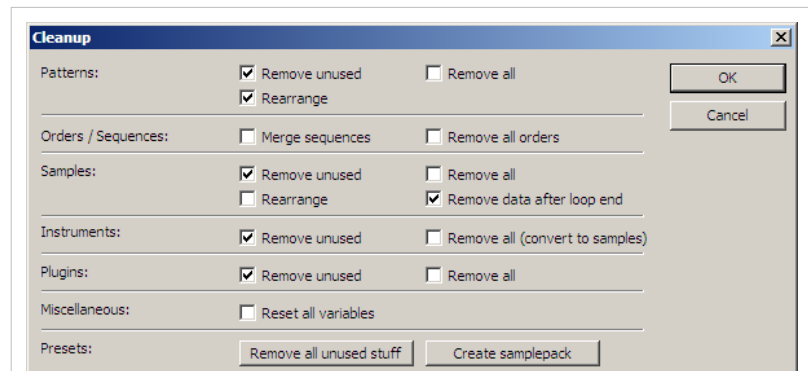 Cleanup
Patterns: Remove unused Remove all
Rearrange
Orders / Sequences: Merge sequences Remove all orders
Samples: Remove unused Remove all
Rearrange Remove data after loop end
Instruments: Remove unused Remove all (convert to samples)
Plugins: Remove unused Remove all
Miscellaneous: Reset all variables
Presets: Remove all unused stuff Create samplepack
OK
Cancel